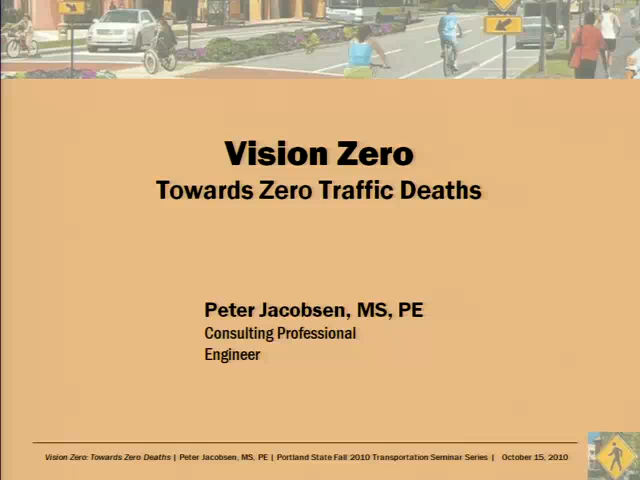 Vision Zero
Towards Zero Traffic Deaths
Peter Jacobsen, MS, PE
Consulting Professional
Engineer
Vision Zero: Towards Zero Deaths | Peter Jacobsen, MS, PE | Portland State Fall 2010 Transportation Seminar Series | October 15, 2010